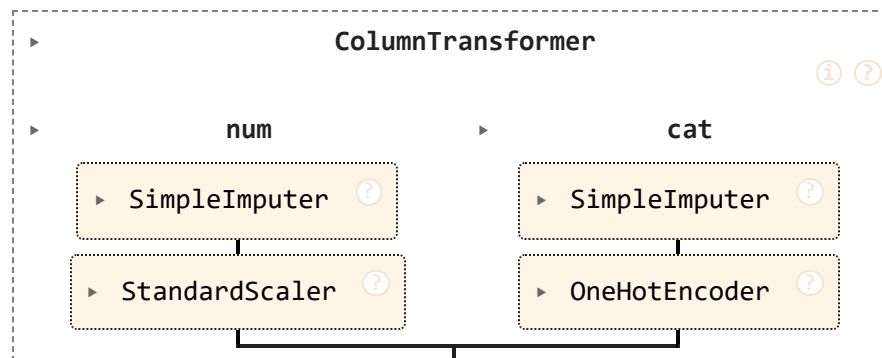 ColumnTransformer
i ?
num cat
SimpleImputer ? SimpleImputer ?
StandardScaler ? OneHotEncoder ?